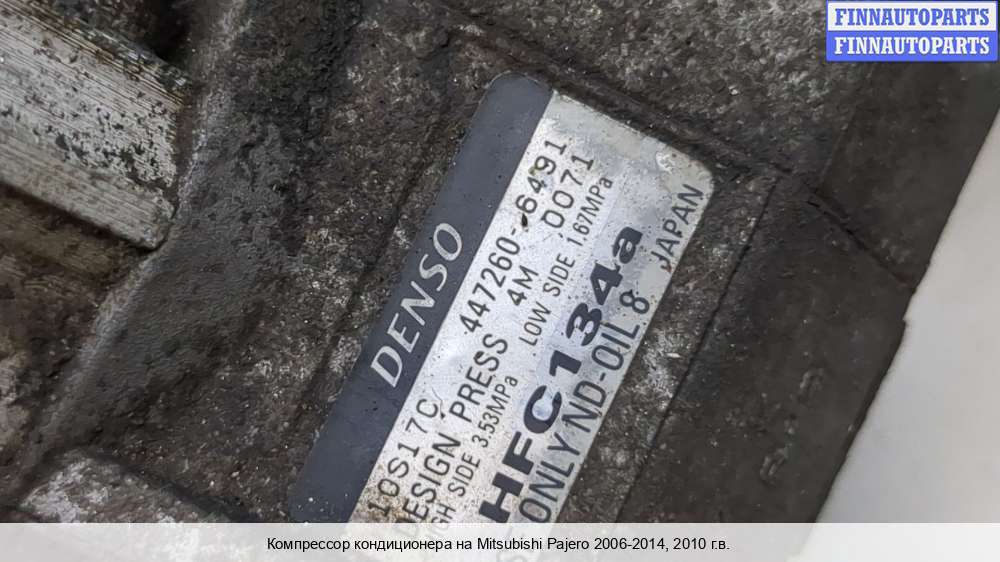 FINNAUTOPARTS
FINNAUTOPARTS
DENSO
10S17C 447260-6491
DESIGN PRESS 4M 0071
HIGH SIDE 3.53MPa LOW SIDE 1.67MPa
HFC134a
ONLY ND-OIL 8 JAPAN
Компрессор кондиционера на Mitsubishi Pajero 2006-2014, 2010 г.в.